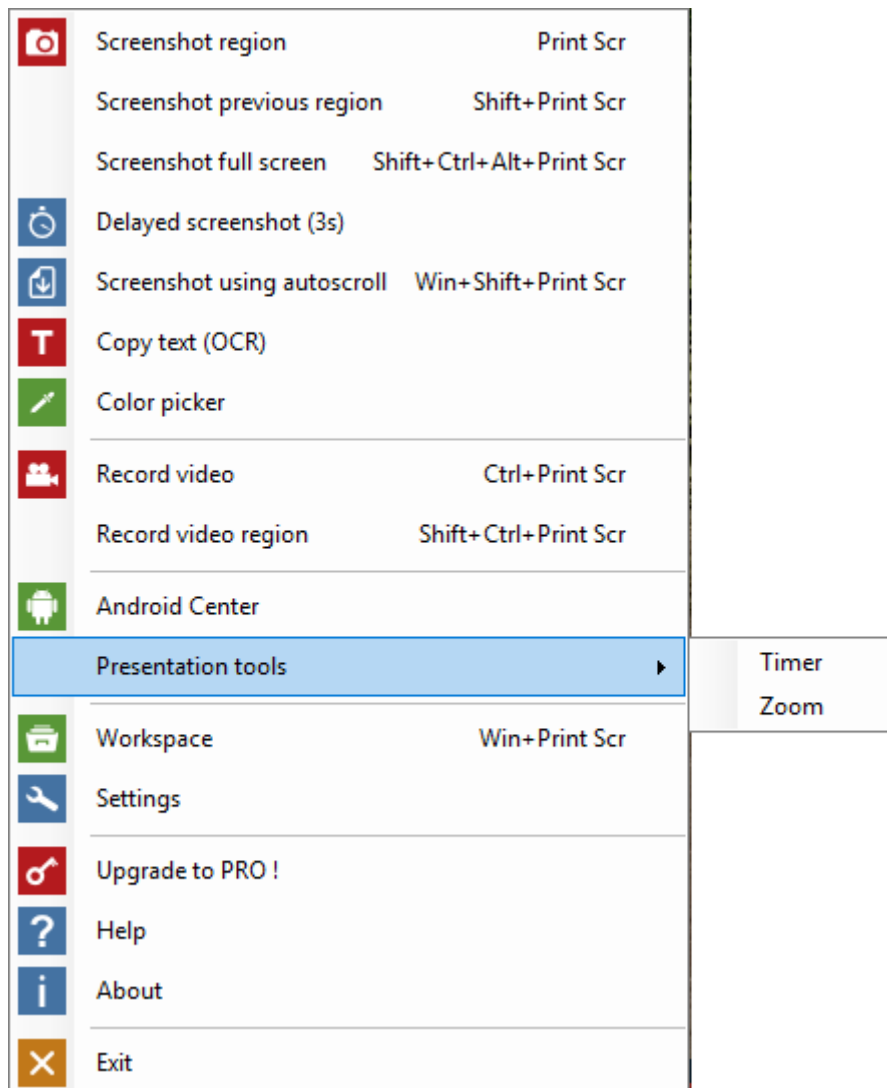 Screenshot region Print Scr
Screenshot previous region Shift+Print Scr
Screenshot full screen Shift+Ctrl+Alt+Print Scr
Delayed screenshot (3s)
Screenshot using autoscroll Win+Shift+Print Scr
T Copy text (OCR)
Color picker
Record video Ctrl+Print Scr
Record video region Shift+Ctrl+Print Scr
Android Center
Presentation tools
Timer
Zoom
Workspace Win+Print Scr
Settings
Upgrade to PRO !
? Help
i About
Exit